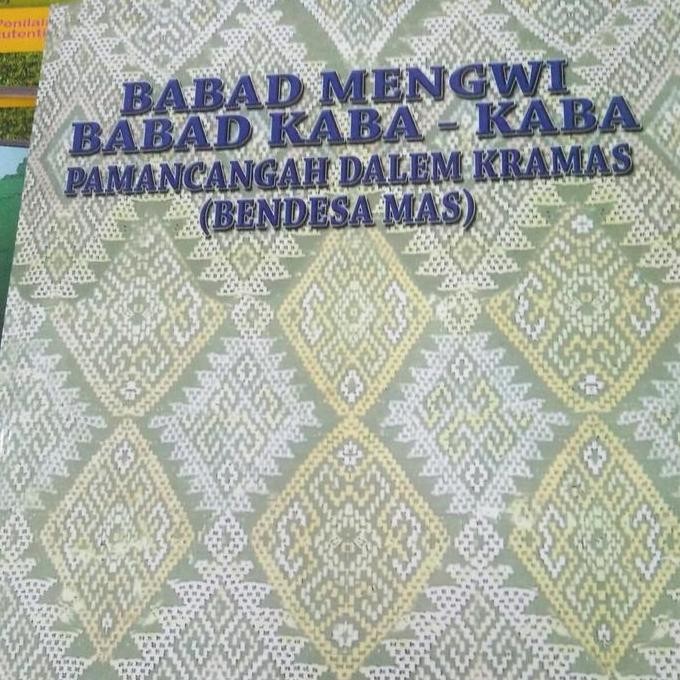 BABAD MENGWI
BABAD KABA - KABA
PAMANCANGAH DALEM KRAMAS
(BENDESA MAS)